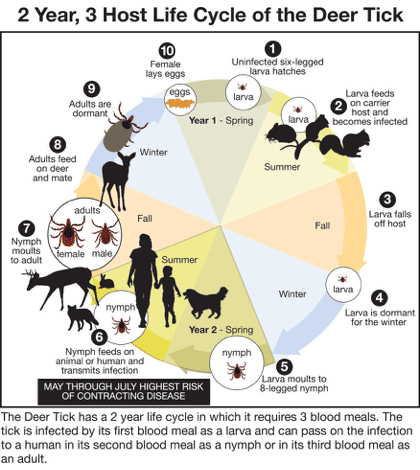 2 Year, 3 Host Life Cycle of the Deer Tick
1
Uninfected six-legged
larva hatches
larva
2
Larva feeds
on carrier
host and
becomes infected
larva
Summer
3
Larva falls
off host
Fall
larva
4
Larva is dormant
for the winter
Winter
5
Larva moults to
8-legged nymph
nymph
Year 2 - Spring
6
Nymph feeds on
animal or human and
transmits infection
nymph
Summer
MAY THROUGH JULY HIGHEST RISK
OF CONTRACTING DISEASE
7
Nymph
moults to
adult
adults
female
male
Fall
8
Adults feed
on deer
and mate
9
Adults are
dormant
Winter
10
Female
lays eggs
eggs
Year 1 - Spring
The Deer Tick has a 2 year life cycle in which it requires 3 blood meals. The
tick is infected by its first blood meal as a larva and can pass on the infection
to a human in its second blood meal as a nymph or in its third blood meal as
an adult.